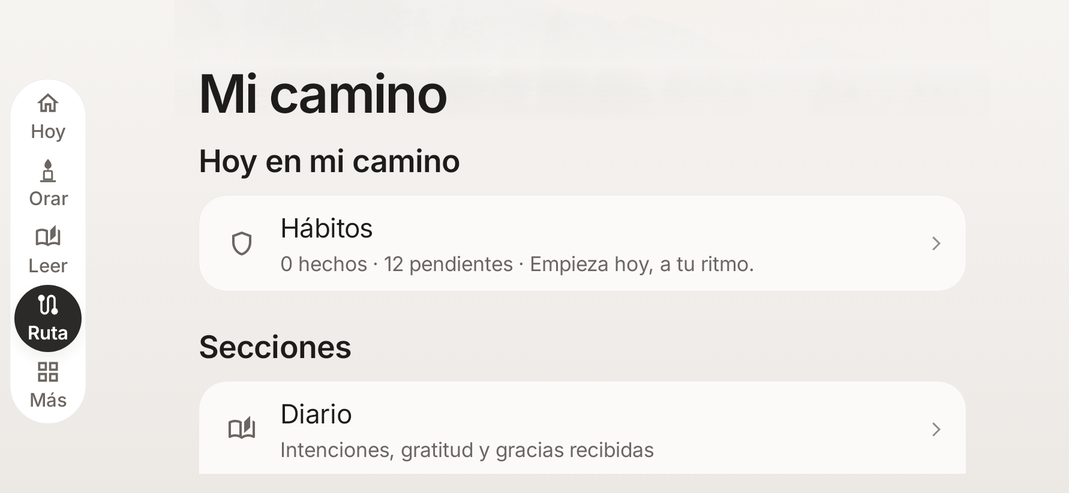 Mi camino
Hoy
Hoy en mi camino
Orar
Hábitos
0 hechos · 12 pendientes · Empieza hoy, a tu ritmo.
Leer
Ruta
Secciones
Más
Diario
Intenciones, gratitud y gracias recibidas